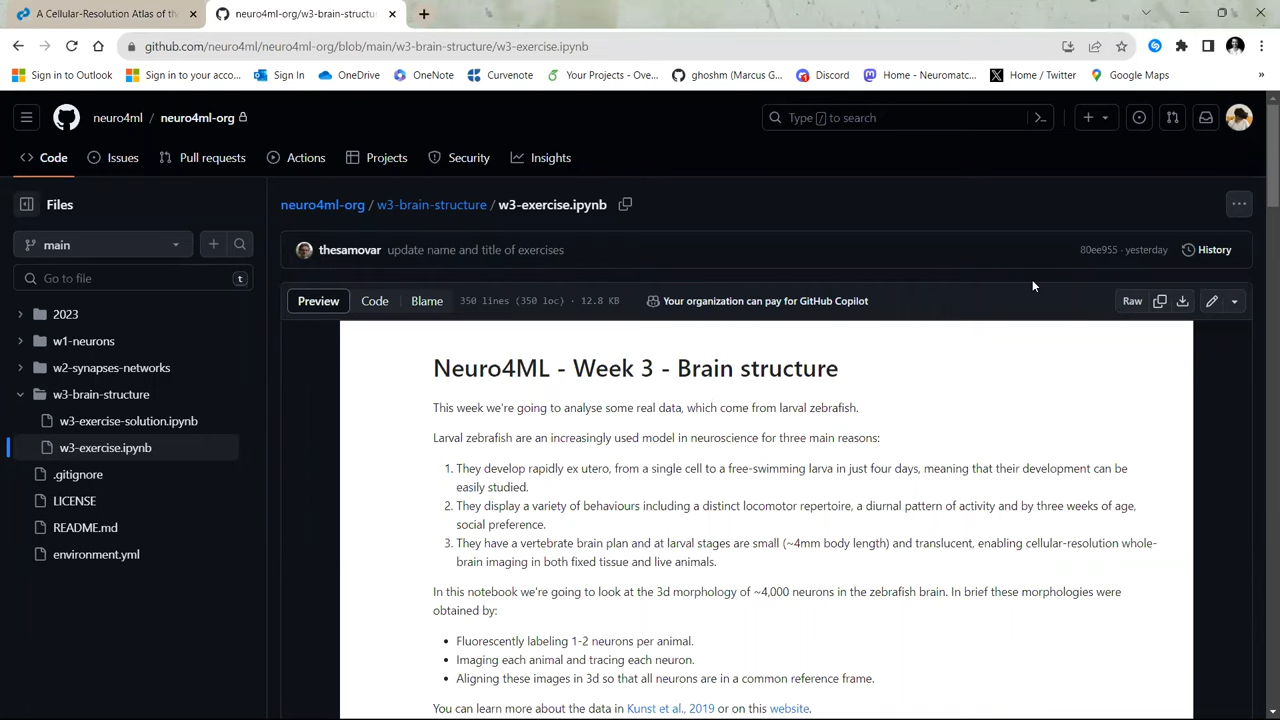 A Cellular-Resolution Atlas of th
neuro4ml-org/w3-brain-structu
github.com/neuro4ml/neuro4ml-org/blob/main/w3-brain-structure/w3-exercise.ipynb
Sign in to Outlook
Sign in to your acco...
Sign In
OneDrive
OneNote
Curvenote
Your Projects - Ove...
ghoshm (Marcus G...
Discord
Home - Neuromatc...
Home / Twitter
Google Maps
»
neuro4ml / neuro4ml-org
Type / to search
Code
Issues
Pull requests
Actions
Projects
Security
Insights
Files
neuro4ml-org / w3-brain-structure / w3-exercise.ipynb
main
thesamovar update name and title of exercises
80ee955 · yesterday
History
Go to file
t
Preview
Code
Blame
350 lines (350 loc) · 12.8 KB
Your organization can pay for GitHub Copilot
Raw
2023
w1-neurons
w2-synapses-networks
w3-brain-structure
w3-exercise-solution.ipynb
w3-exercise.ipynb
.gitignore
LICENSE
README.md
environment.yml
Neuro4ML - Week 3 - Brain structure
This week we're going to analyse some real data, which come from larval zebrafish.
Larval zebrafish are an increasingly used model in neuroscience for three main reasons:
1. They develop rapidly ex utero, from a single cell to a free-swimming larva in just four days, meaning that their development can be
easily studied.
2. They display a variety of behaviours including a distinct locomotor repertoire, a diurnal pattern of activity and by three weeks of age,
social preference.
3. They have a vertebrate brain plan and at larval stages are small (~4mm body length) and translucent, enabling cellular-resolution whole-
brain imaging in both fixed tissue and live animals.
In this notebook we're going to look at the 3d morphology of ~4,000 neurons in the zebrafish brain. In brief these morphologies were
obtained by:
• Fluorescently labeling 1-2 neurons per animal.
• Imaging each animal and tracing each neuron.
• Aligning these images in 3d so that all neurons are in a common reference frame.
You can learn more about the data in Kunst et al., 2019 or on this website.